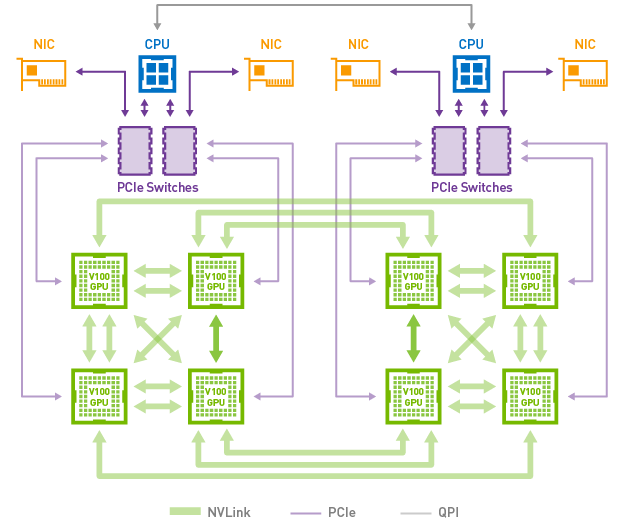 NIC
CPU
NIC
NIC
CPU
NIC
PCIe Switches
PCIe Switches
V100
GPU
V100
GPU
V100
GPU
V100
GPU
V100
GPU
V100
GPU
V100
GPU
V100
GPU
NVLink
PCIe
QPI